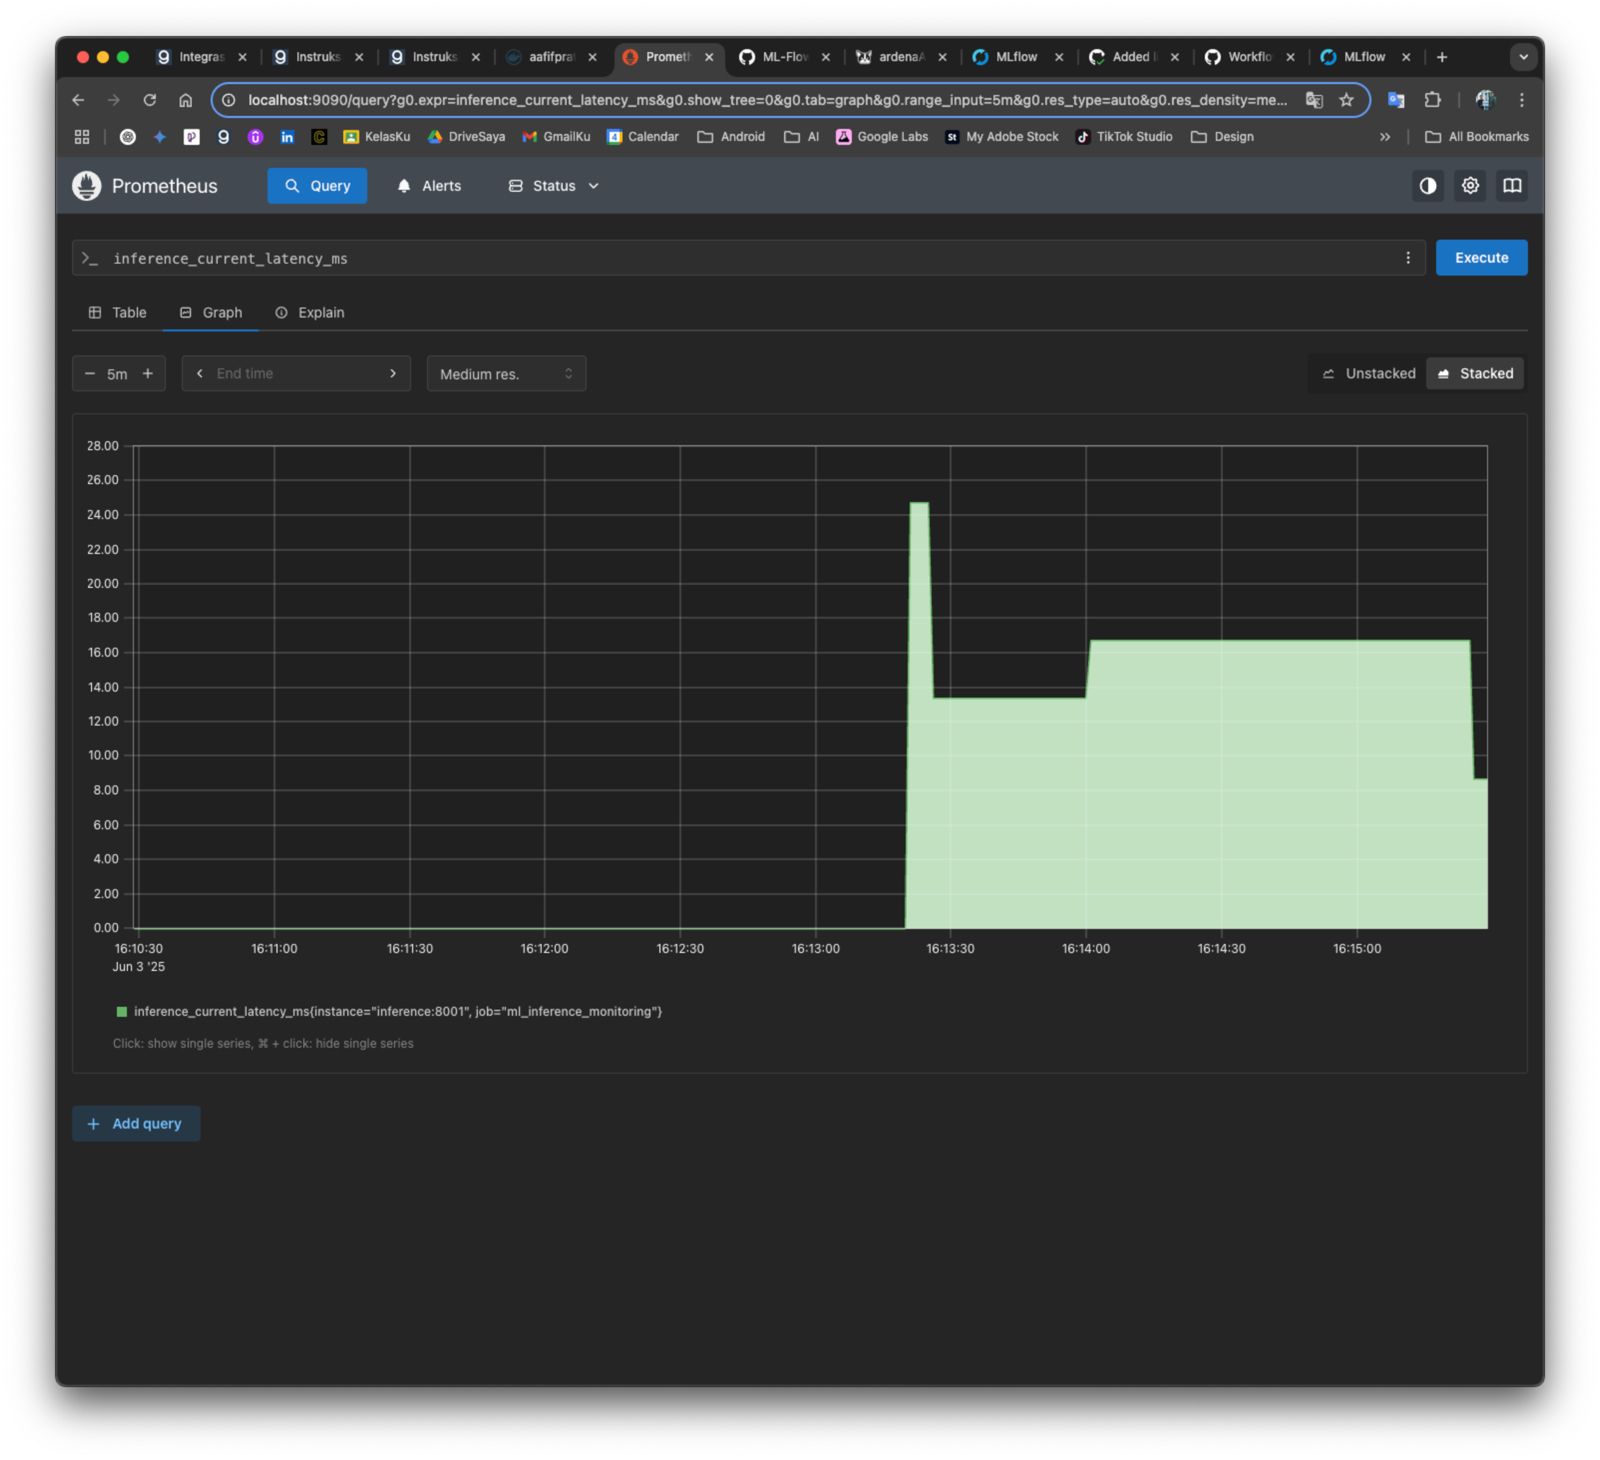 Integras Instruks Instruks aafifprat Prometh ML-Flow ardenaA MLflow Added l Workflo MLflow
localhost:9090/query?g0.expr=inference_current_latency_ms&g0.show_tree=0&g0.tab=graph&g0.range_input=5m&g0.res_type=auto&g0.res_density=me...
KelasKu DriveSaya GmailKu Calendar Android AI Google Labs My Adobe Stock TikTok Studio Design All Bookmarks
Prometheus Query Alerts Status
>_ inference_current_latency_ms Execute
Table Graph Explain
− 5m + End time Medium res. Unstacked Stacked
28.00
26.00
24.00
22.00
20.00
18.00
16.00
14.00
12.00
10.00
8.00
6.00
4.00
2.00
0.00
16:10:30 16:11:00 16:11:30 16:12:00 16:12:30 16:13:00 16:13:30 16:14:00 16:14:30 16:15:00
Jun 3 '25
inference_current_latency_ms{instance="inference:8001", job="ml_inference_monitoring"}
Click: show single series, ⌘ + click: hide single series
+ Add query